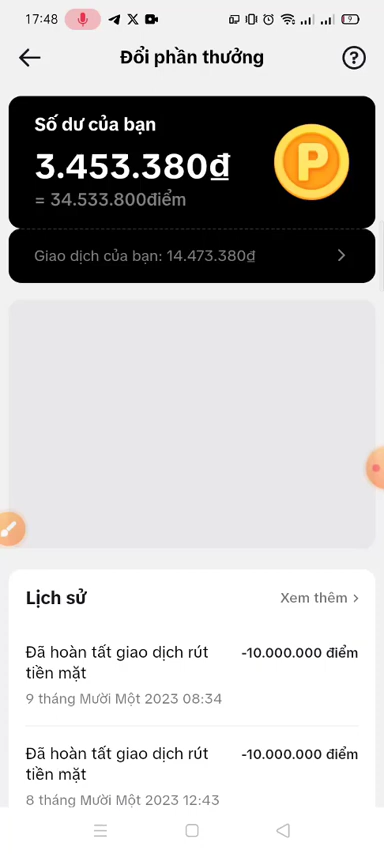 17:48
9
Đổi phần thưởng
?
Số dư của bạn
3.453.380₫
= 34.533.800điểm
P
Giao dịch của bạn: 14.473.380₫
Lịch sử
Xem thêm >
Đã hoàn tất giao dịch rút
tiền mặt
-10.000.000 điểm
9 tháng Mười Một 2023 08:34
Đã hoàn tất giao dịch rút
tiền mặt
-10.000.000 điểm
8 tháng Mười Một 2023 12:43